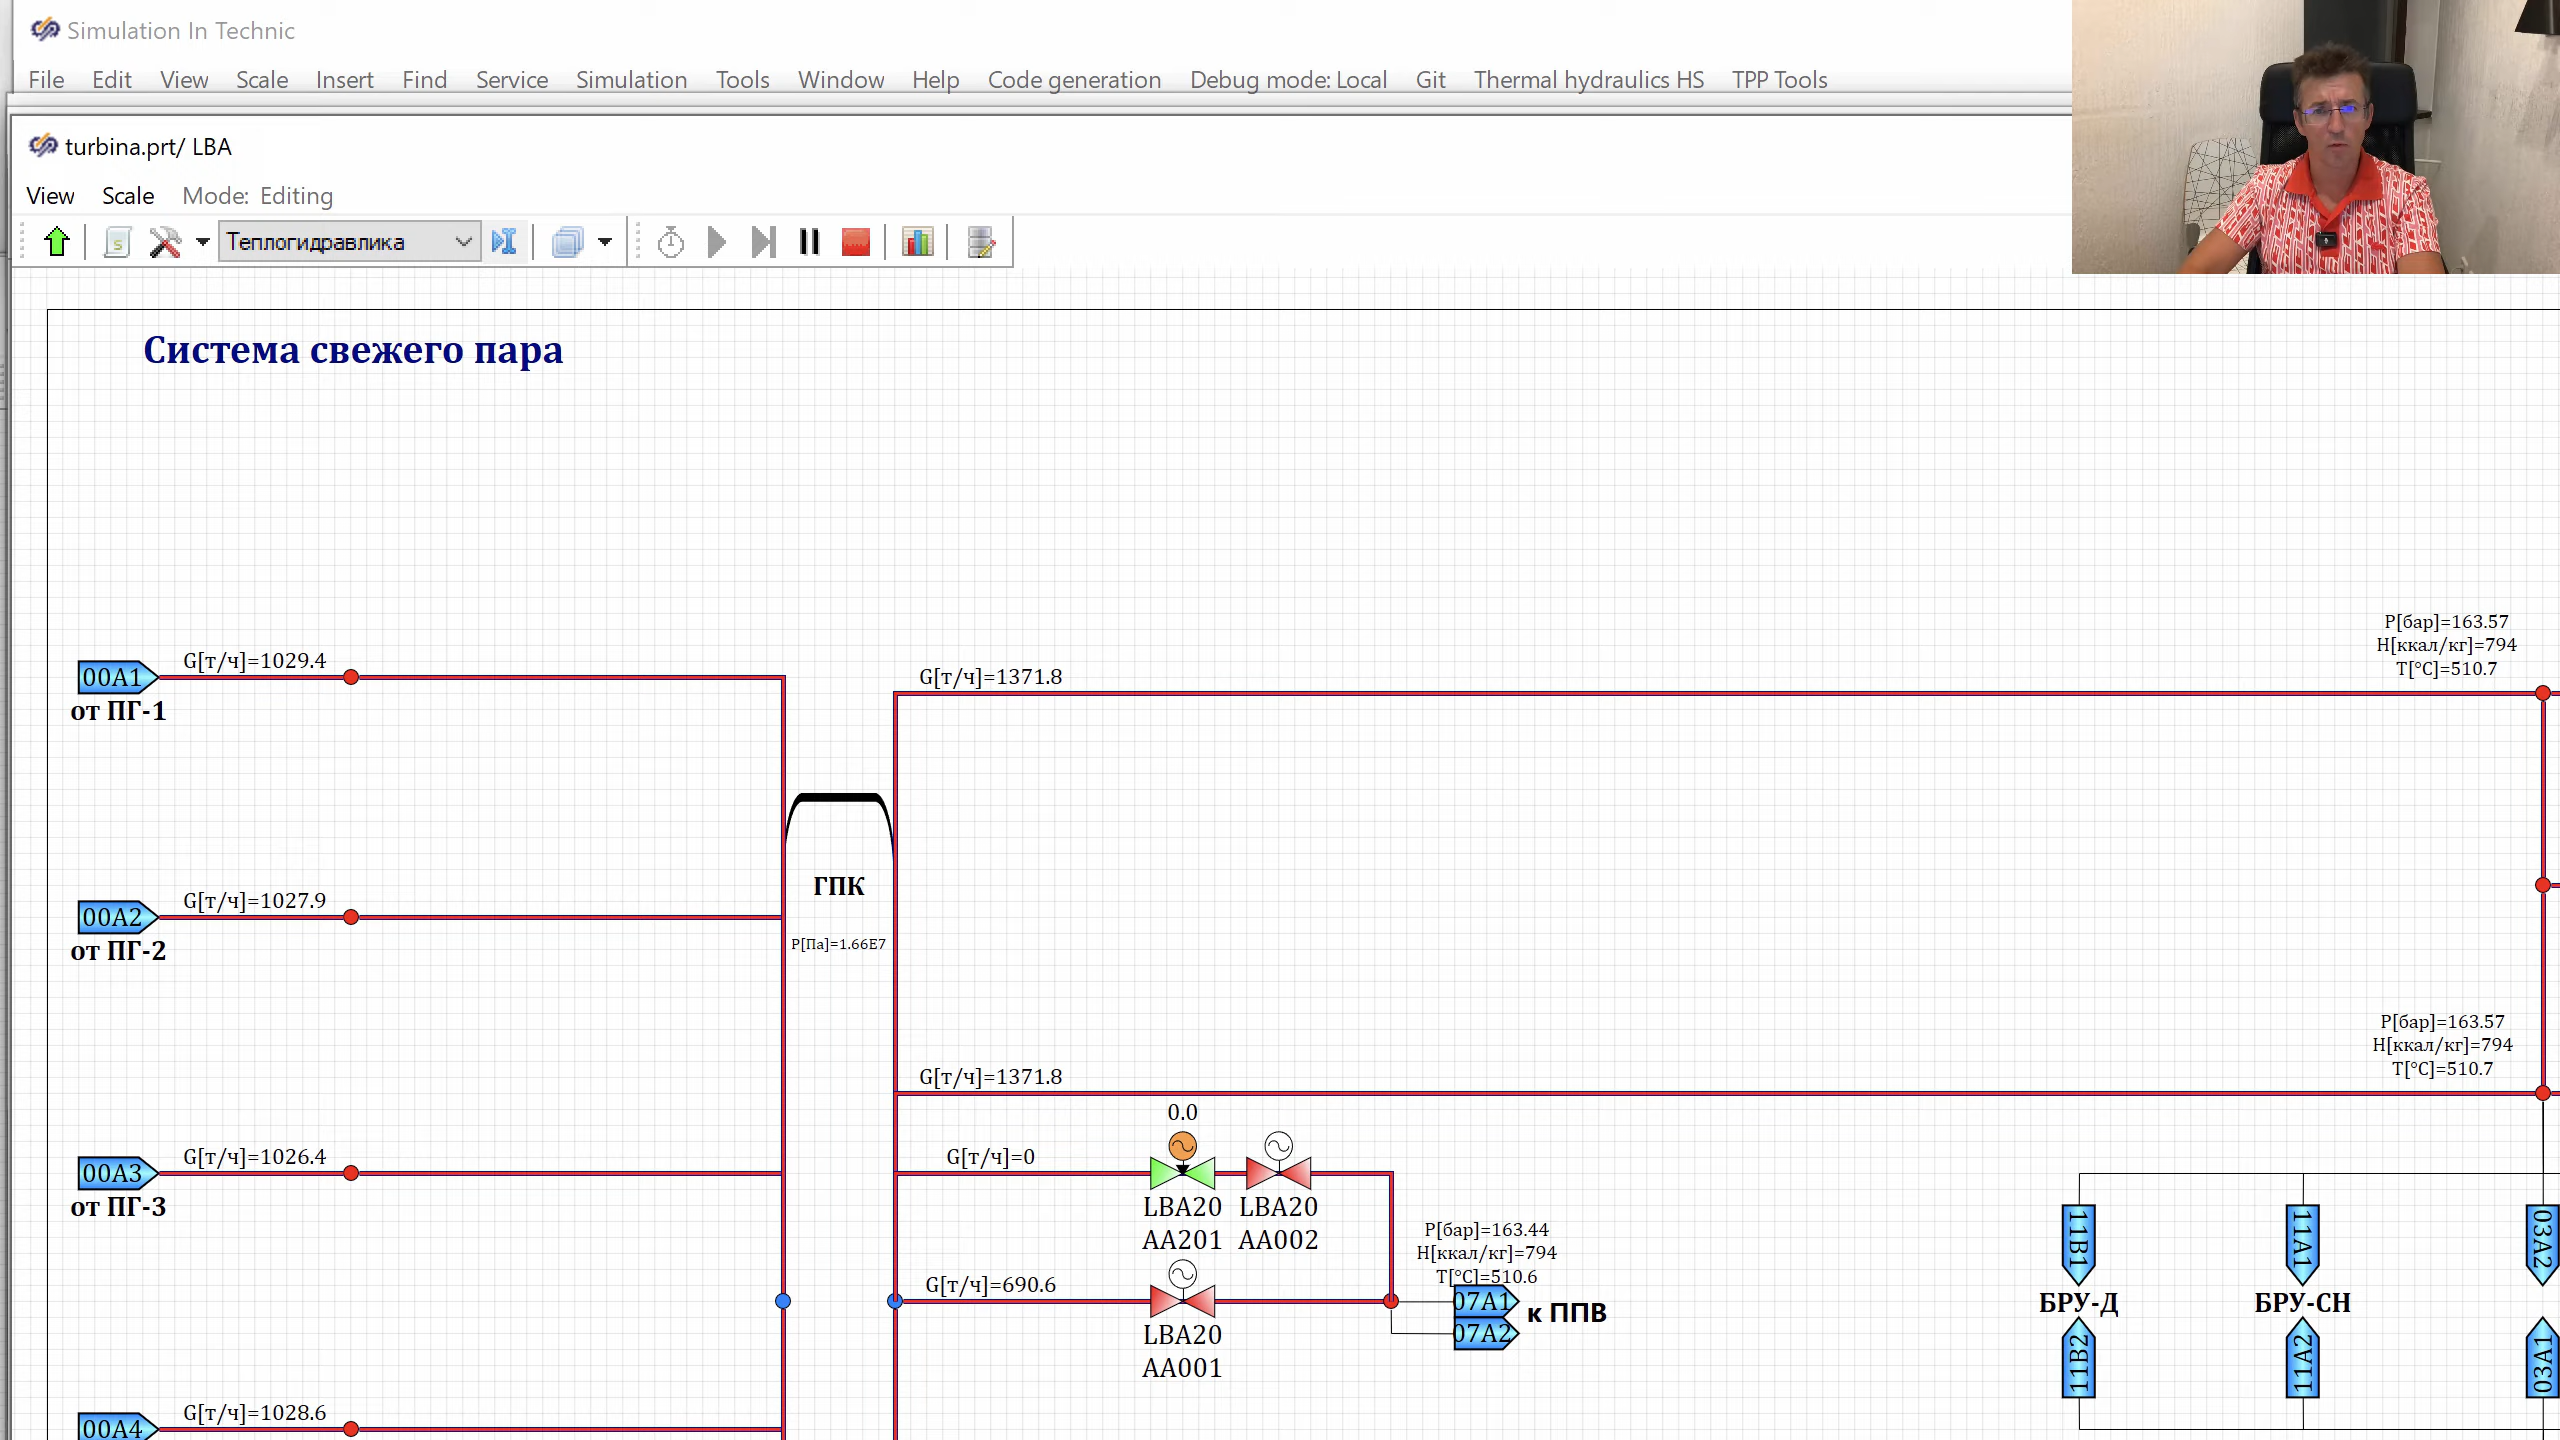 Simulation In Technic
File Edit View Scale Insert Find Service Simulation Tools Window Help Code generation Debug mode: Local Git Thermal hydraulics HS TPP Tools
turbina.prt/ LBA
View Scale Mode: Editing
Теплогидравлика
Система свежего пара
P[бар]=163.57
H[ккал/кг]=794
T[°C]=510.7
G[т/ч]=1029.4
G[т/ч]=1371.8
00A1
от ПГ-1
ГПК
G[т/ч]=1027.9
00A2
P[Па]=1.66E7
от ПГ-2
P[бар]=163.57
H[ккал/кг]=794
T[°C]=510.7
G[т/ч]=1371.8
0.0
G[т/ч]=1026.4
G[т/ч]=0
00A3
от ПГ-3
LBA20
AA201
LBA20
AA002
P[бар]=163.44
H[ккал/кг]=794
T[°C]=510.6
G[т/ч]=690.6
07A1
07A2
к ППВ
LBA20
AA001
11B1
БРУ-Д
11B2
11A1
БРУ-СН
11A2
03A2
03A1
G[т/ч]=1028.6
00A4